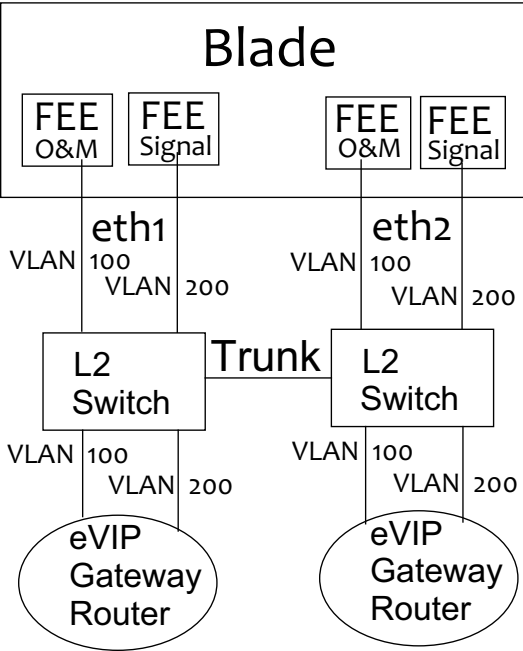 Blade
FEE
O&M
FEE
Signal
FEE
O&M
FEE
Signal
eth1
eth2
VLAN 100
VLAN 200
VLAN 100
VLAN 200
L2
Switch
Trunk
L2
Switch
VLAN 100
VLAN 200
VLAN 100
VLAN 200
eVIP
Gateway
Router
eVIP
Gateway
Router